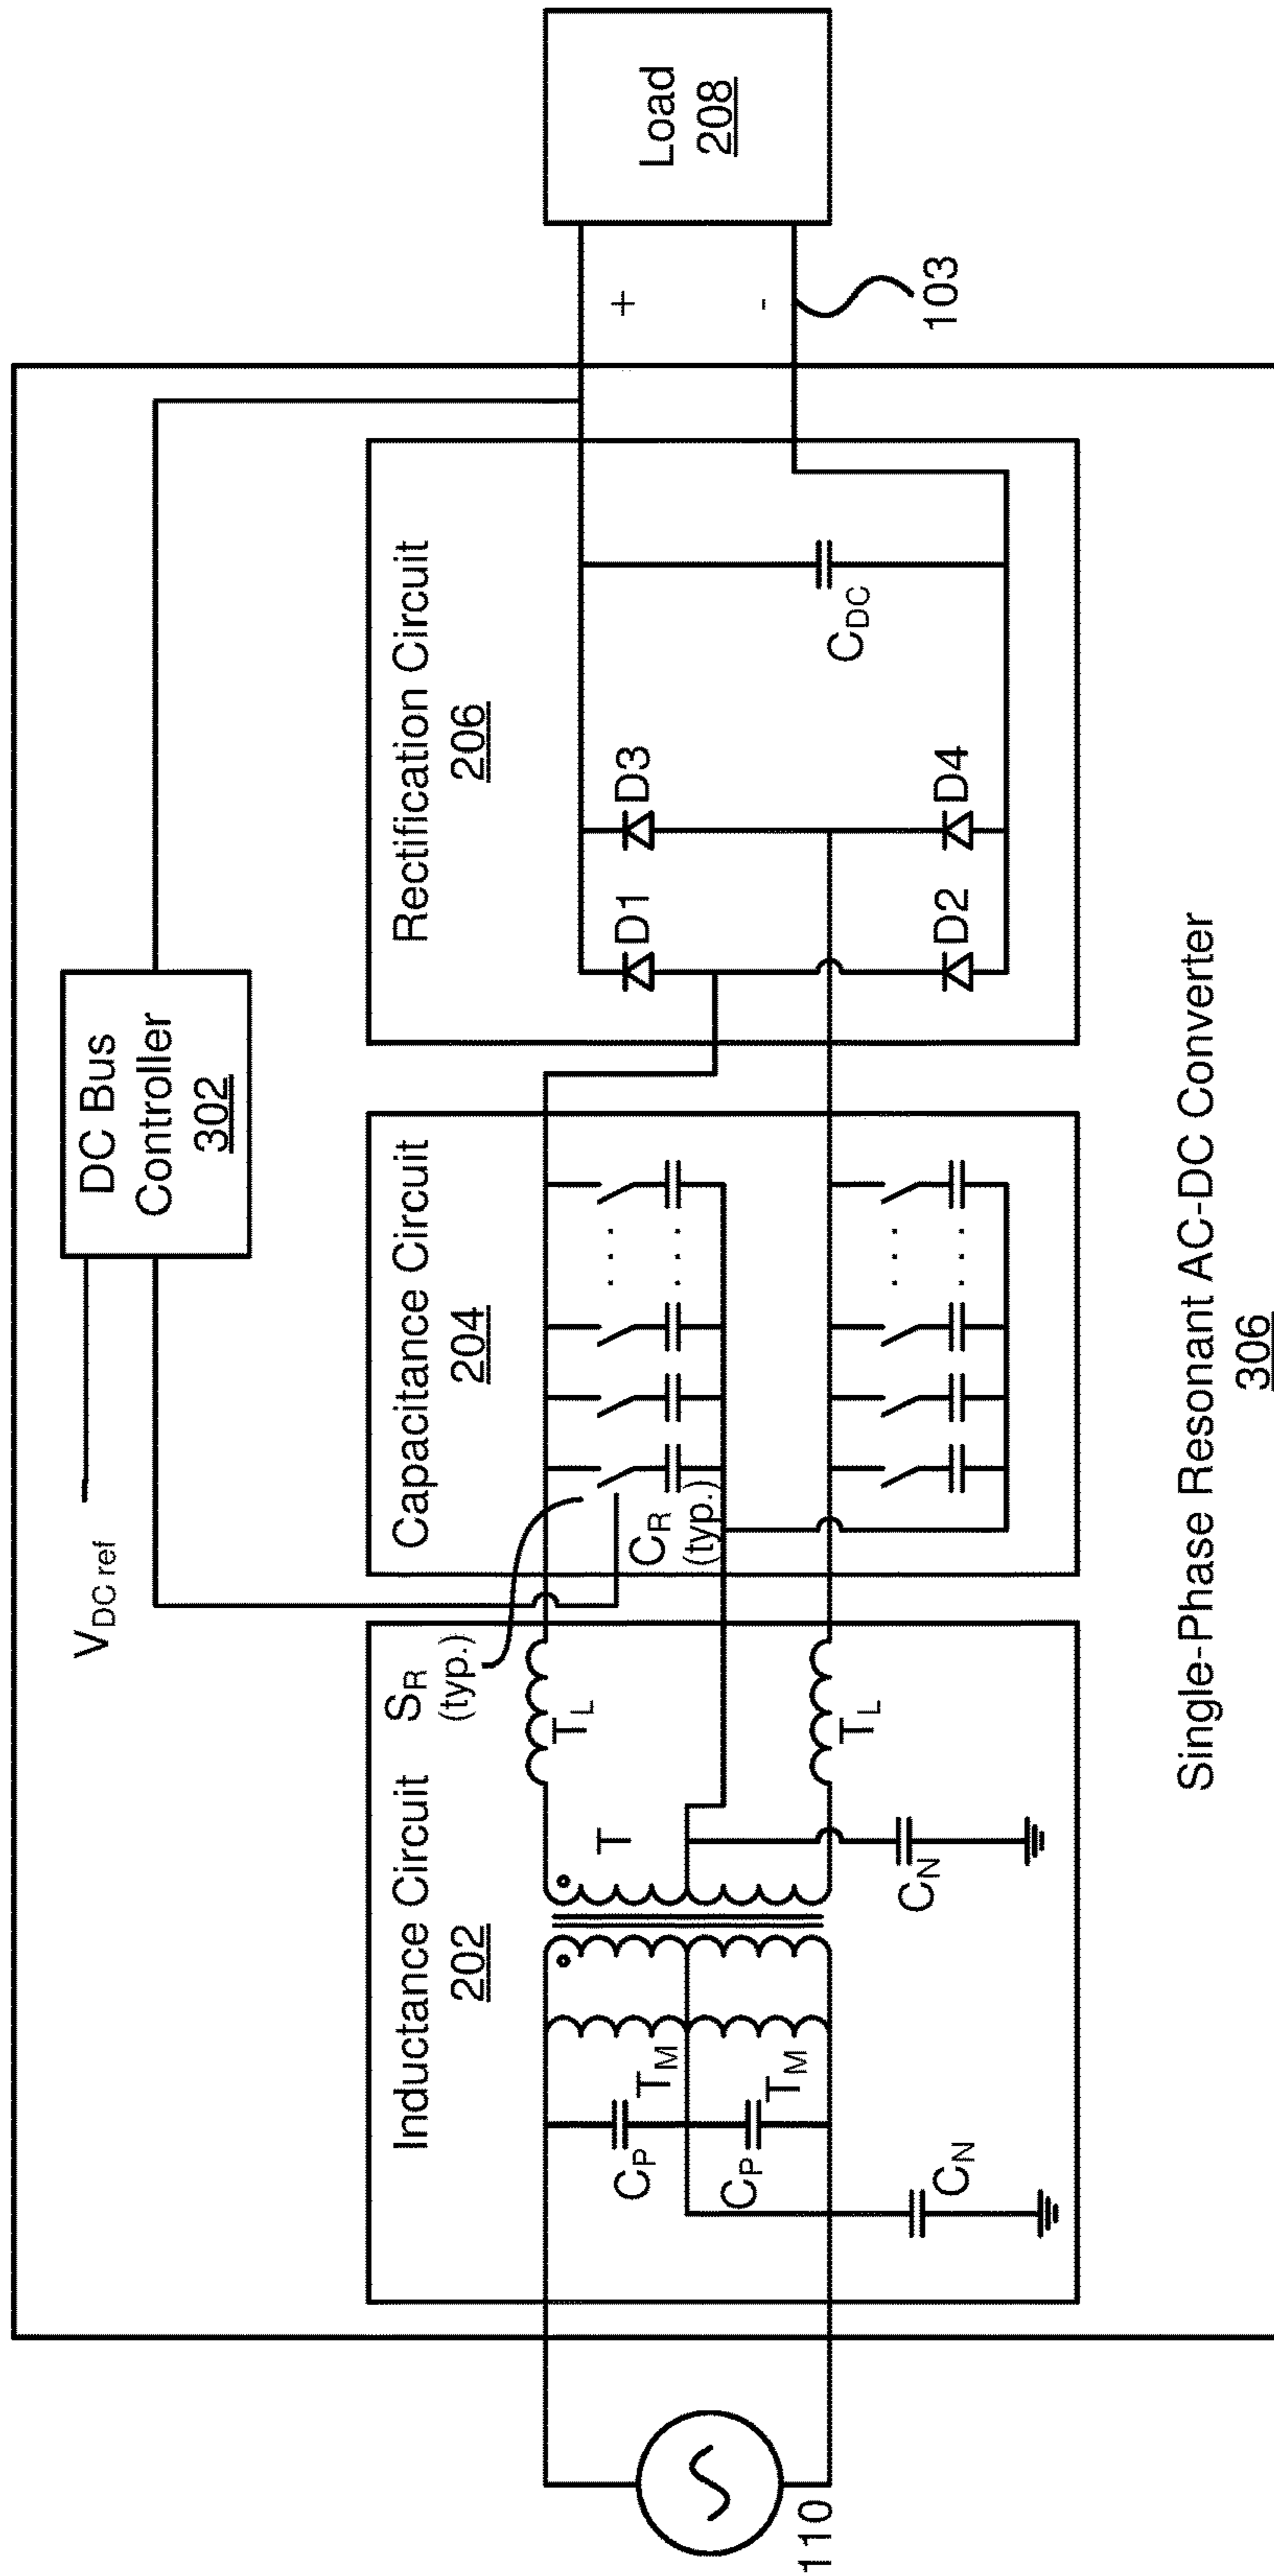 V_DC ref
DC Bus
Controller
302
Inductance Circuit
202
Capacitance Circuit
204
Rectification Circuit
206
S_R
(typ.)
T_L
T
T_M
C_P
T_M
C_P
T_L
C_N
C_N
C_R
(typ.)
. . .
. . .
. . .
. . .
D1
D3
D2
D4
C_DC
+
-
103
Load
208
110
Single-Phase Resonant AC-DC Converter
306